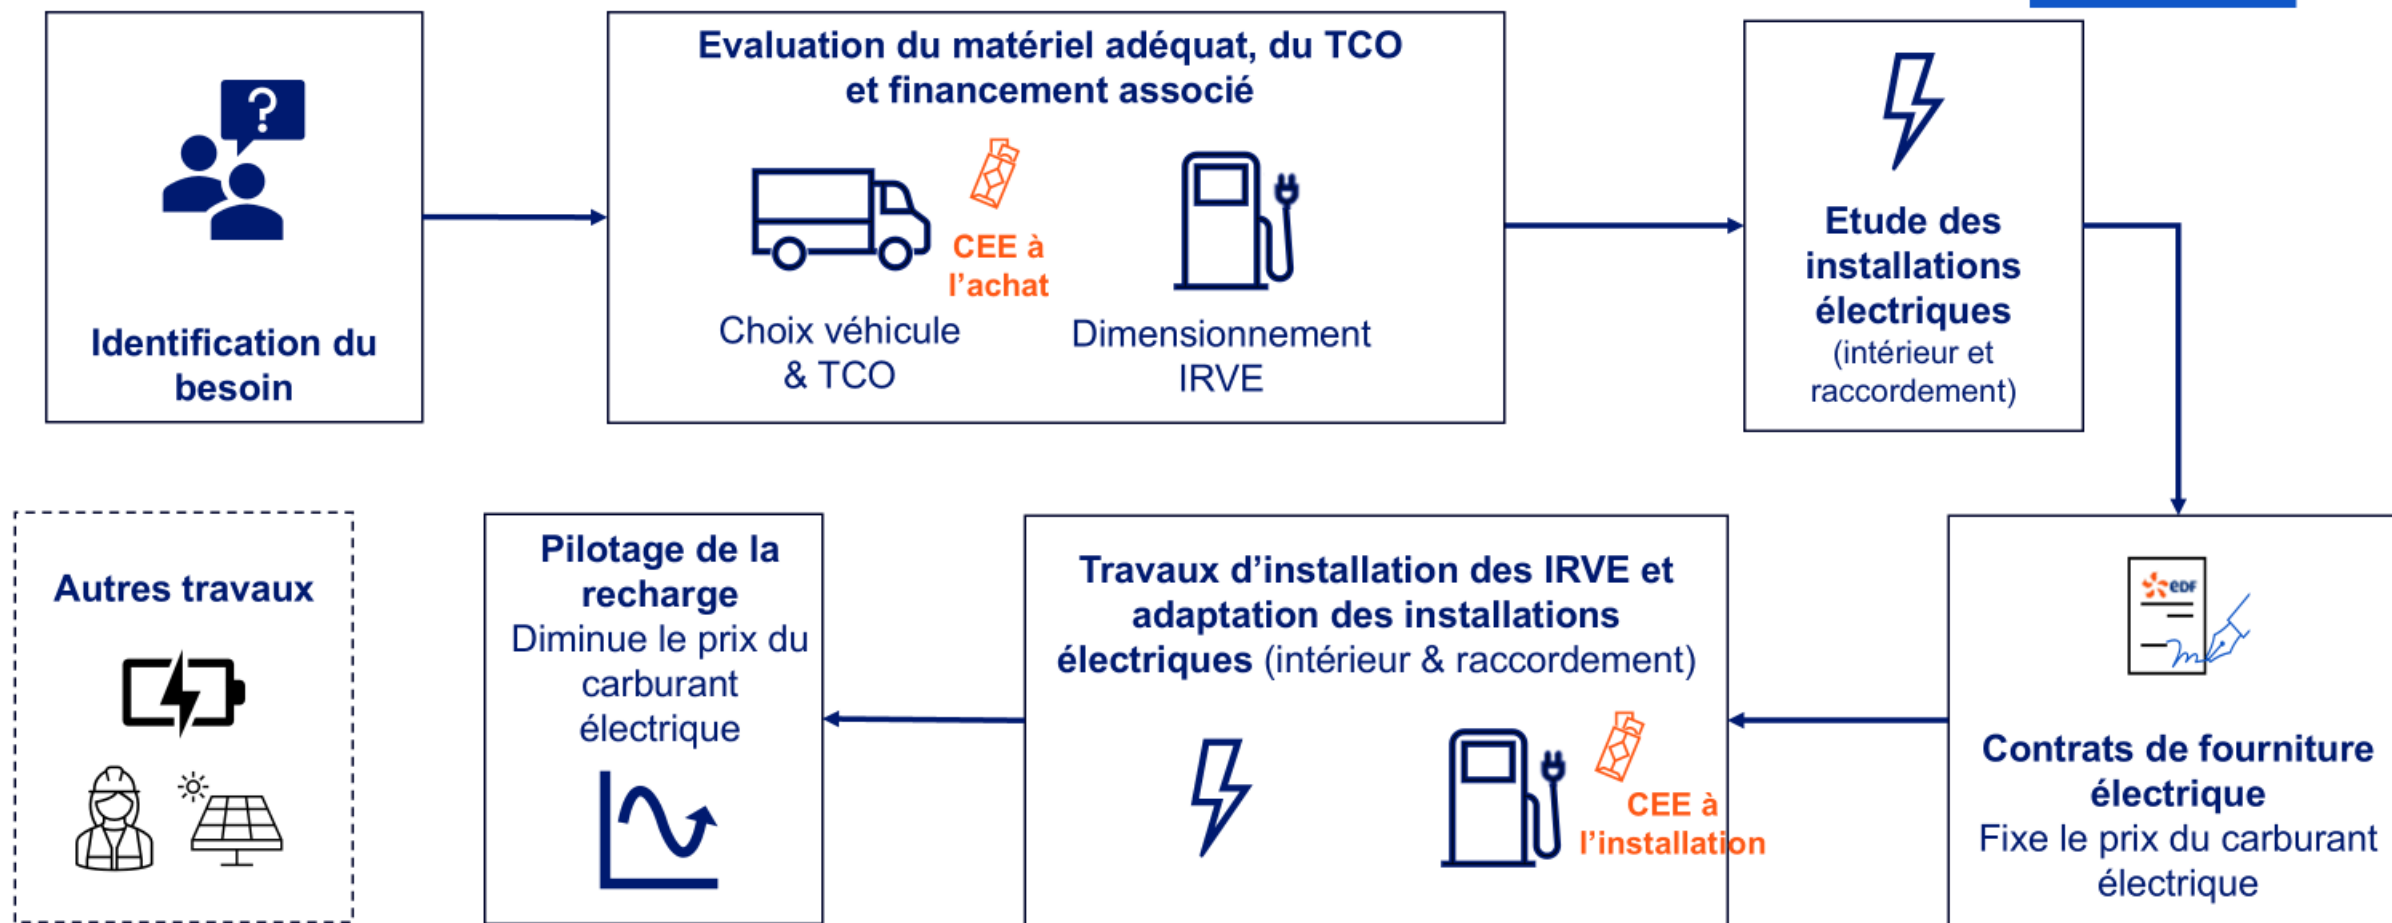 Identification du
besoin
Evaluation du matériel adéquat, du TCO
et financement associé
CEE à
l'achat
Choix véhicule
& TCO
Dimensionnement
IRVE
Etude des
installations
électriques
(intérieur et
raccordement)
eDF
Contrats de fourniture
électrique
Fixe le prix du carburant
électrique
Travaux d'installation des IRVE et
adaptation des installations
électriques (intérieur & raccordement)
CEE à
l'installation
Pilotage de la
recharge
Diminue le prix du
carburant
électrique
Autres travaux